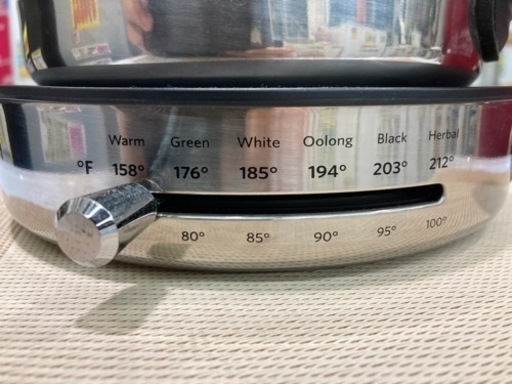 Warm Green White Oolong Black Herbal
°F 158° 176° 185° 194° 203° 212°
80° 85° 90° 95° 100°